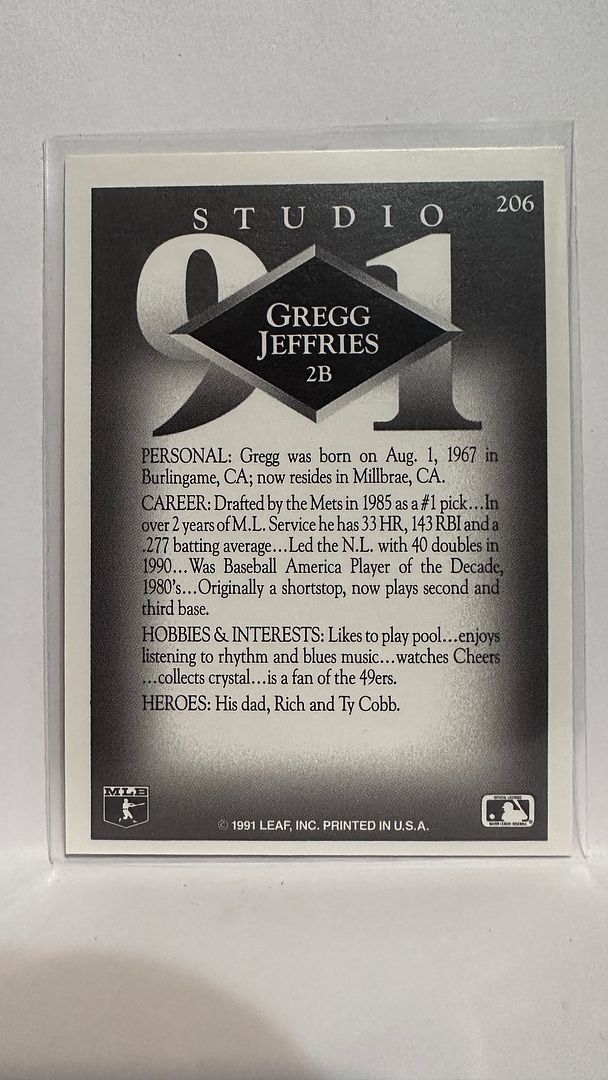 STUDIO
206
91
GREGG
JEFFRIES
2B
PERSONAL: Gregg was born on Aug. 1, 1967 in
Burlingame, CA; now resides in Millbrae, CA.
CAREER: Drafted by the Mets in 1985 as a #1 pick...In
over 2 years of M.L. Service he has 33 HR, 143 RBI and a
.277 batting average...Led the N.L. with 40 doubles in
1990...Was Baseball America Player of the Decade,
1980's...Originally a shortstop, now plays second and
third base.
HOBBIES & INTERESTS: Likes to play pool...enjoys
listening to rhythm and blues music...watches Cheers
...collects crystal...is a fan of the 49ers.
HEROES: His dad, Rich and Ty Cobb.
MLB
© 1991 LEAF, INC. PRINTED IN U.S.A.